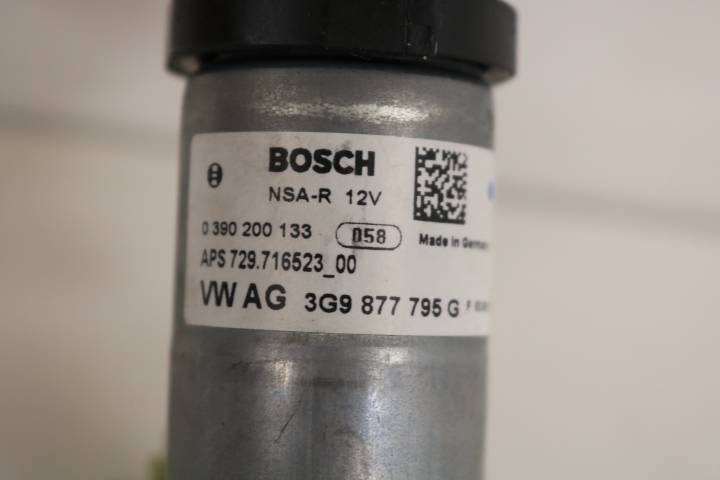 BOSCH
NSA-R 12V
0 390 200 133 058
Made in Germany
APS 729.716523_00
VW AG 3G9 877 795 G